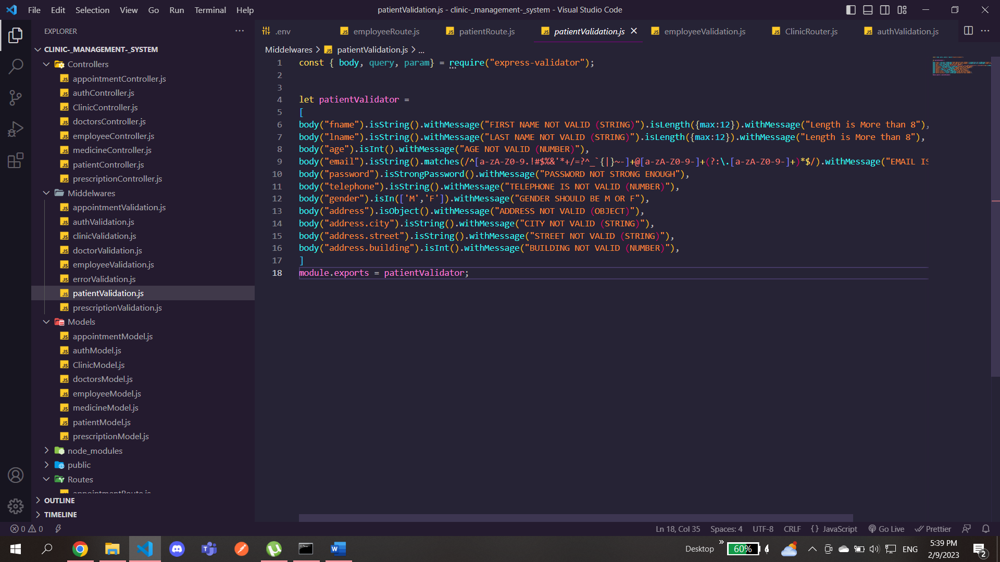 File Edit Selection View Go Run Terminal Help
patientValidation.js - clinic-_management-_system - Visual Studio Code
EXPLORER
CLINIC-_MANAGEMENT-_SYSTEM
Controllers
appointmentController.js
authController.js
ClinicController.js
doctorsController.js
employeeController.js
medicineController.js
patientController.js
prescriptionController.js
Middelwares
appointmentValidation.js
authValidation.js
clinicValidation.js
doctorValidation.js
employeeValidation.js
errorValidation.js
patientValidation.js
prescriptionValidation.js
Models
appointmentModel.js
authModel.js
ClinicModel.js
doctorsModel.js
employeeModel.js
medicineModel.js
patientModel.js
prescriptionModel.js
node_modules
public
Routes
appointmentRoute.js
OUTLINE
TIMELINE
.env employeeRoute.js patientRoute.js patientValidation.js employeeValidation.js ClinicRouter.js authValidation.js
Middelwares > patientValidation.js > ...
1 const { body, query, param} = require("express-validator");
2
3
4 let patientValidator =
5 [
6 body("fname").isString().withMessage("FIRST NAME NOT VALID (STRING)").isLength({max:12}).withMessage("Length is More than 8"),
7 body("lname").isString().withMessage("LAST NAME NOT VALID (STRING)").isLength({max:12}).withMessage("Length is More than 8"),
8 body("age").isInt().withMessage("AGE NOT VALID (NUMBER)"),
9 body("email").isString().matches(/^[a-zA-Z0-9.!#$%&'*+/=?^_`{|}~-]+@[a-zA-Z0-9-]+(?:\.[a-zA-Z0-9-]+)*$/).withMessage("EMAIL IS
10 body("password").isStrongPassword().withMessage("PASSWORD NOT STRONG ENOUGH"),
11 body("telephone").isString().withMessage("TELEPHONE IS NOT VALID (NUMBER)"),
12 body("gender").isIn(['M','F']).withMessage("GENDER SHOULD BE M OR F"),
13 body("address").isObject().withMessage("ADDRESS NOT VALID (OBJECT)"),
14 body("address.city").isString().withMessage("CITY NOT VALID (STRING)"),
15 body("address.street").isString().withMessage("STREET NOT VALID (STRING)"),
16 body("address.building").isInt().withMessage("BUILDING NOT VALID (NUMBER)"),
17 ]
18 module.exports = patientValidator;
0 0
Ln 18, Col 35 Spaces: 4 UTF-8 CRLF {} JavaScript Go Live Prettier
Desktop 60% ENG
5:39 PM
2/9/2023
2